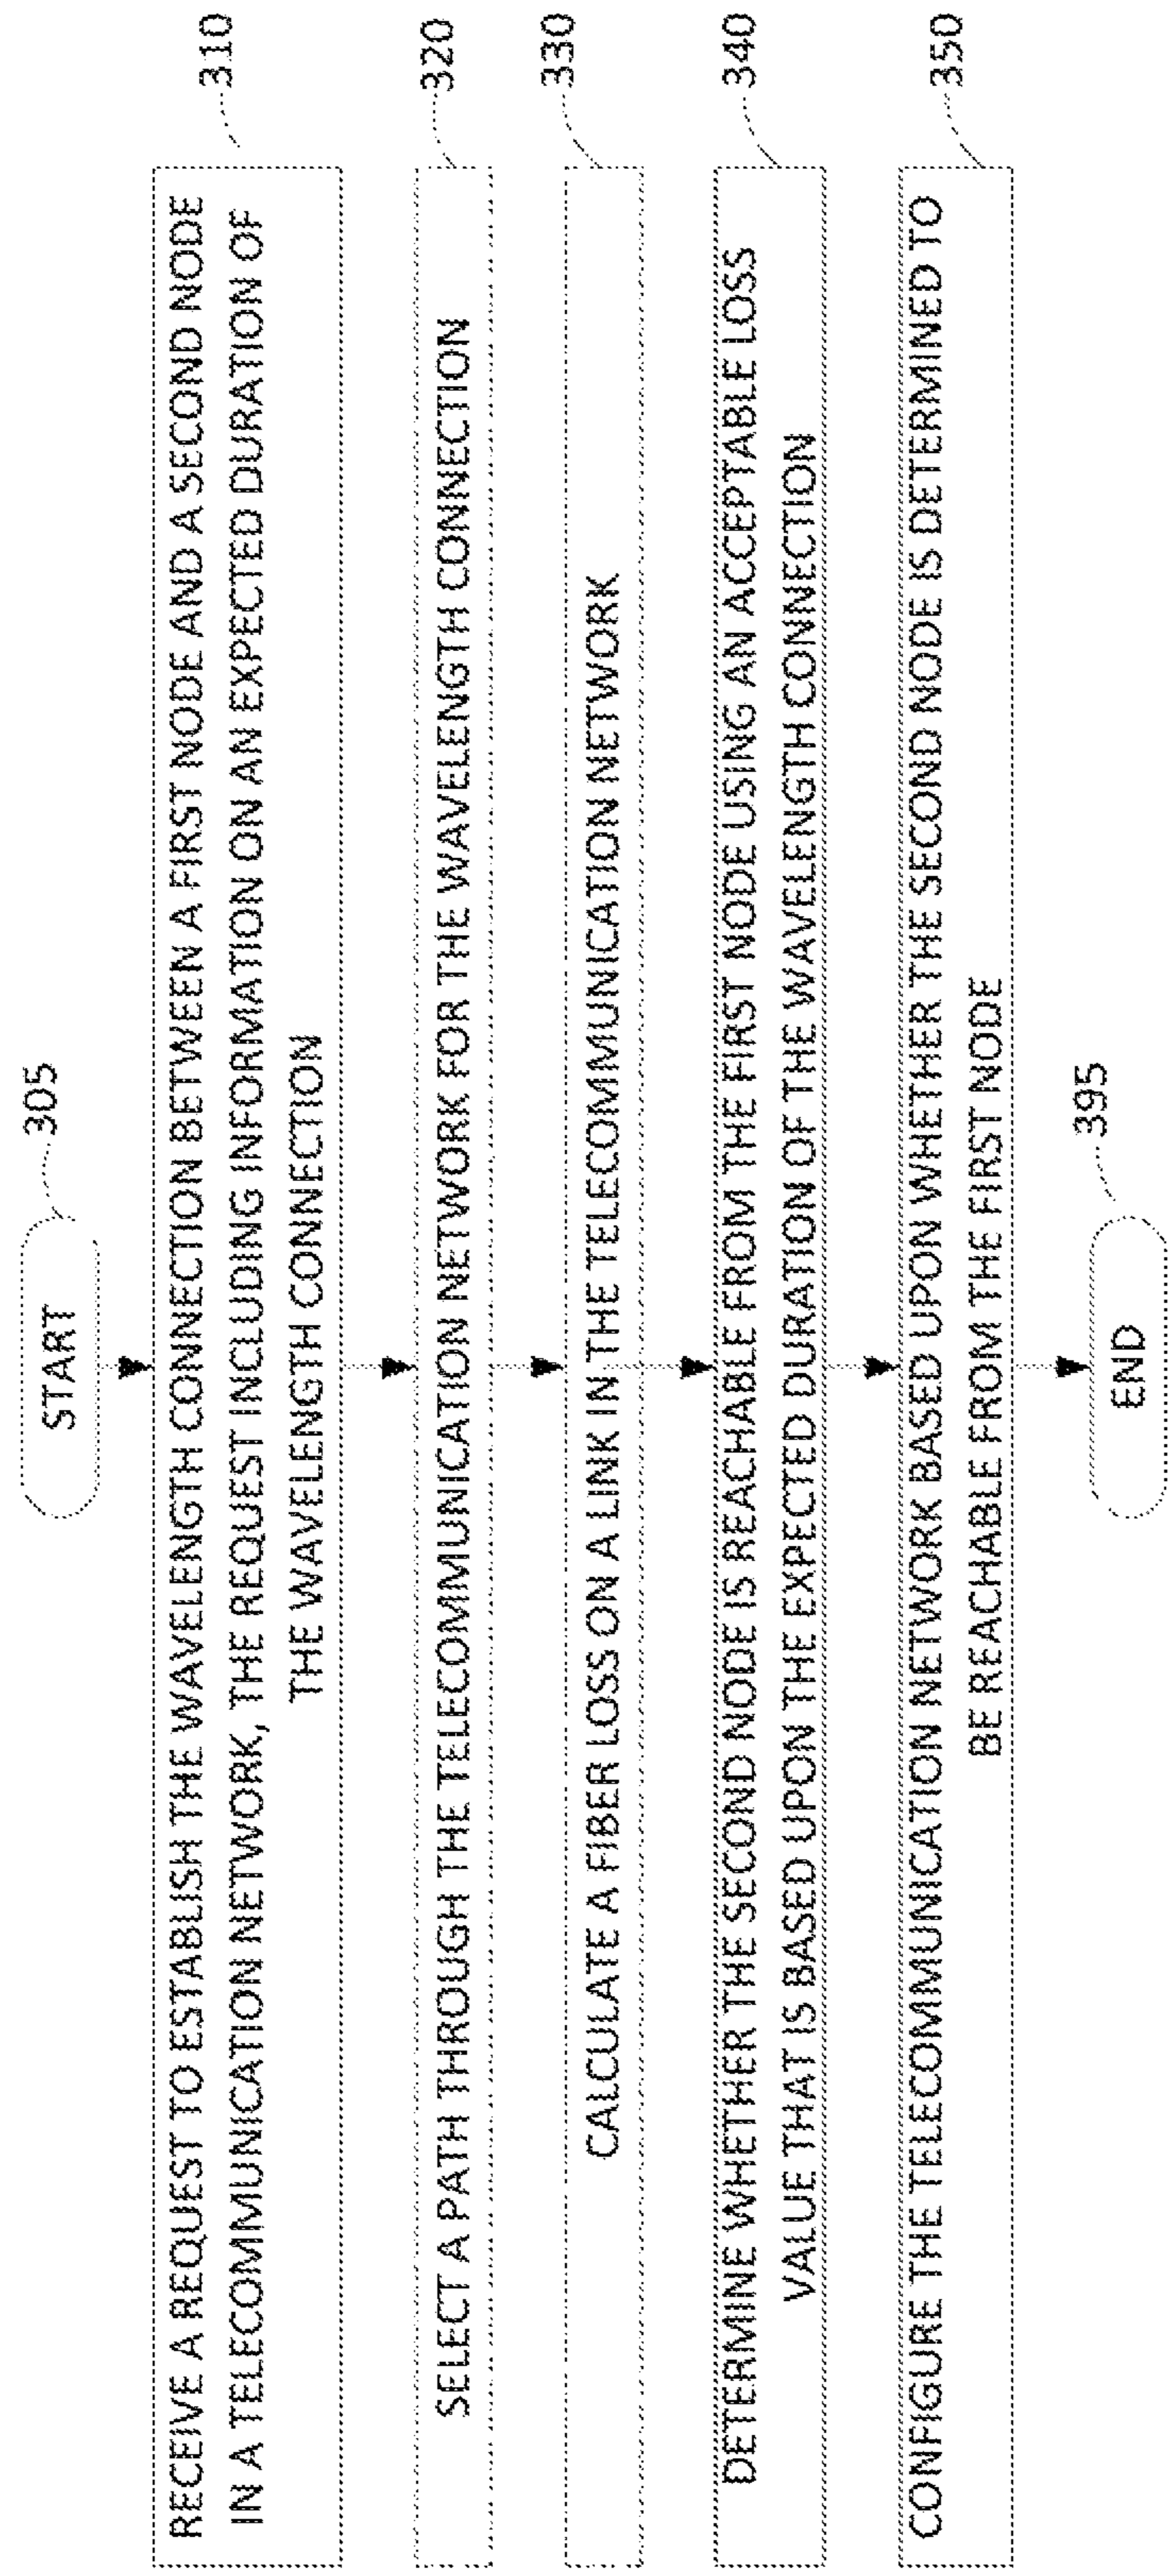 START
305
RECEIVE A REQUEST TO ESTABLISH THE WAVELENGTH CONNECTION BETWEEN A FIRST NODE AND A SECOND NODE
IN A TELECOMMUNICATION NETWORK, THE REQUEST INCLUDING INFORMATION ON AN EXPECTED DURATION OF
THE WAVELENGTH CONNECTION
310
SELECT A PATH THROUGH THE TELECOMMUNICATION NETWORK FOR THE WAVELENGTH CONNECTION
320
CALCULATE A FIBER LOSS ON A LINK IN THE TELECOMMUNICATION NETWORK
330
DETERMINE WHETHER THE SECOND NODE IS REACHABLE FROM THE FIRST NODE USING AN ACCEPTABLE LOSS
VALUE THAT IS BASED UPON THE EXPECTED DURATION OF THE WAVELENGTH CONNECTION
340
CONFIGURE THE TELECOMMUNICATION NETWORK BASED UPON WHETHER THE SECOND NODE IS DETERMINED TO
BE REACHABLE FROM THE FIRST NODE
350
END
395